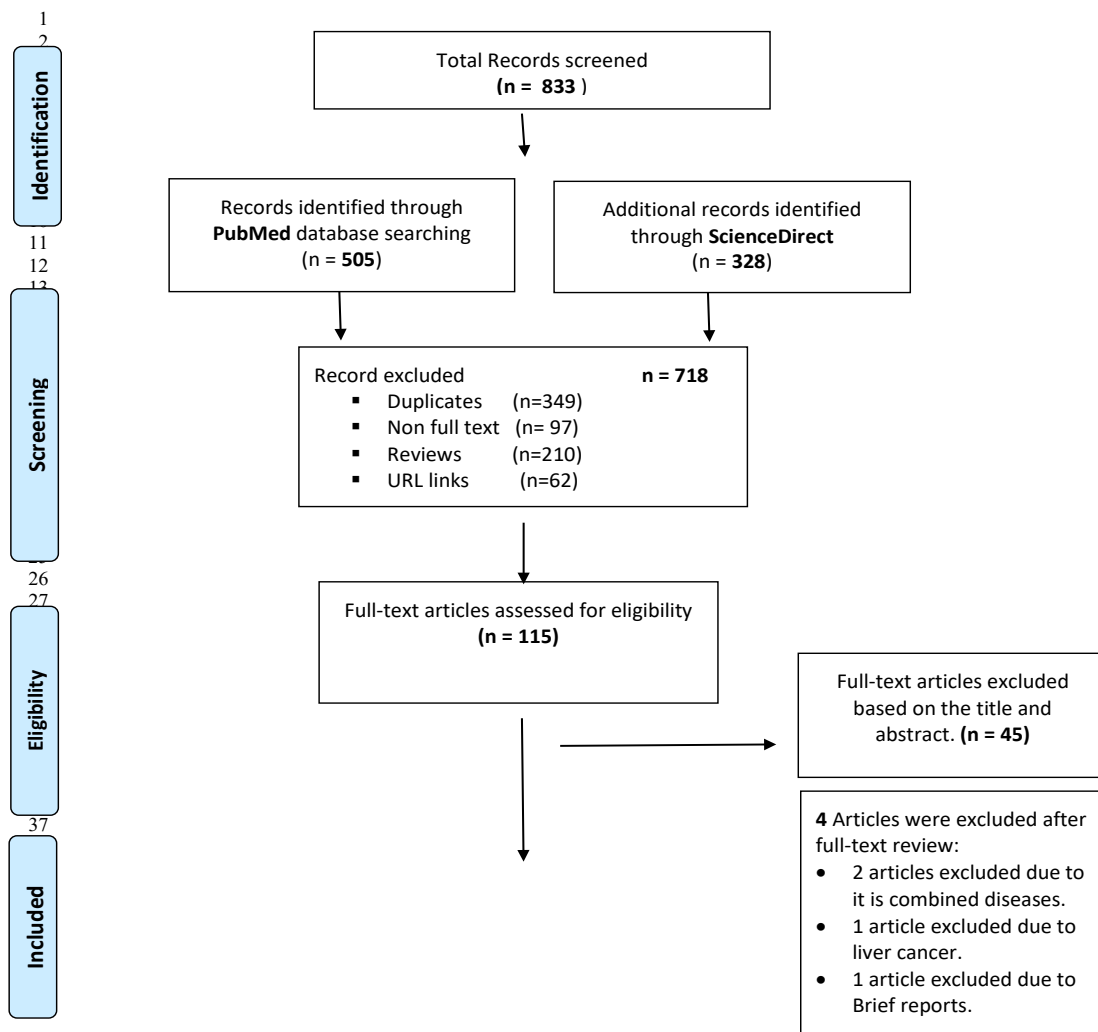 1
2
Identification
Total Records screened
(n = 833 )
Records identified through
PubMed database searching
(n = 505)
Additional records identified
through ScienceDirect
(n = 328)
11
12
13
Screening
Record excluded n = 718
▪ Duplicates (n=349)
▪ Non full text (n= 97)
▪ Reviews (n=210)
▪ URL links (n=62)
26
27
Full-text articles assessed for eligibility
(n = 115)
Eligibility
Full-text articles excluded
based on the title and
abstract. (n = 45)
37
Included
4 Articles were excluded after
full-text review:
• 2 articles excluded due to
it is combined diseases.
• 1 article excluded due to
liver cancer.
• 1 article excluded due to
Brief reports.